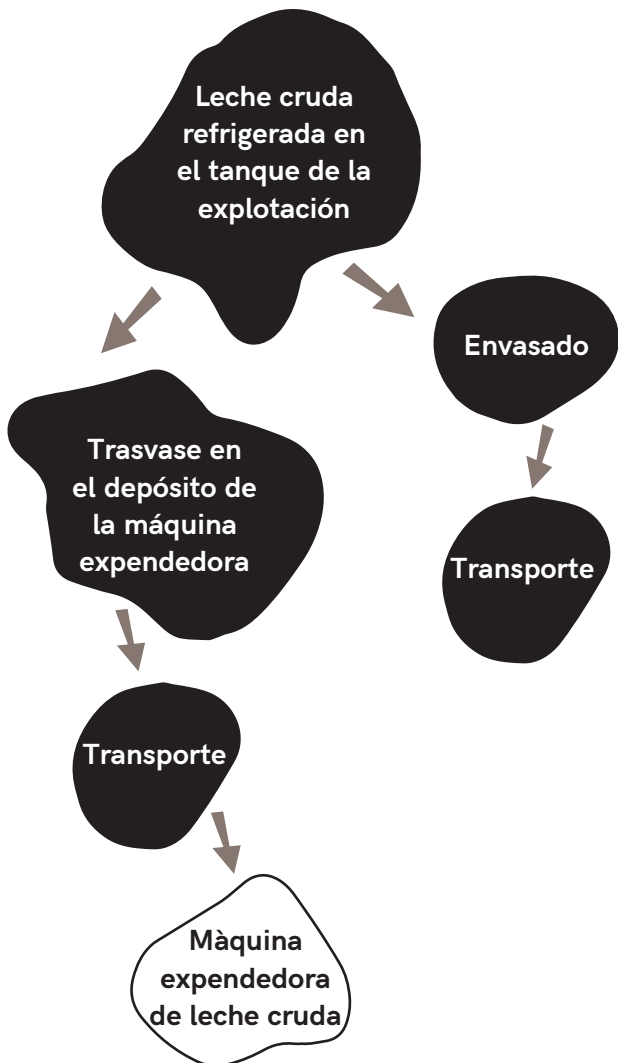 Leche cruda
refrigerada en
el tanque de la
explotación
Envasado
Trasvase en
el depósito de
la máquina
expendedora
Transporte
Transporte
Màquina
expendedora
de leche cruda